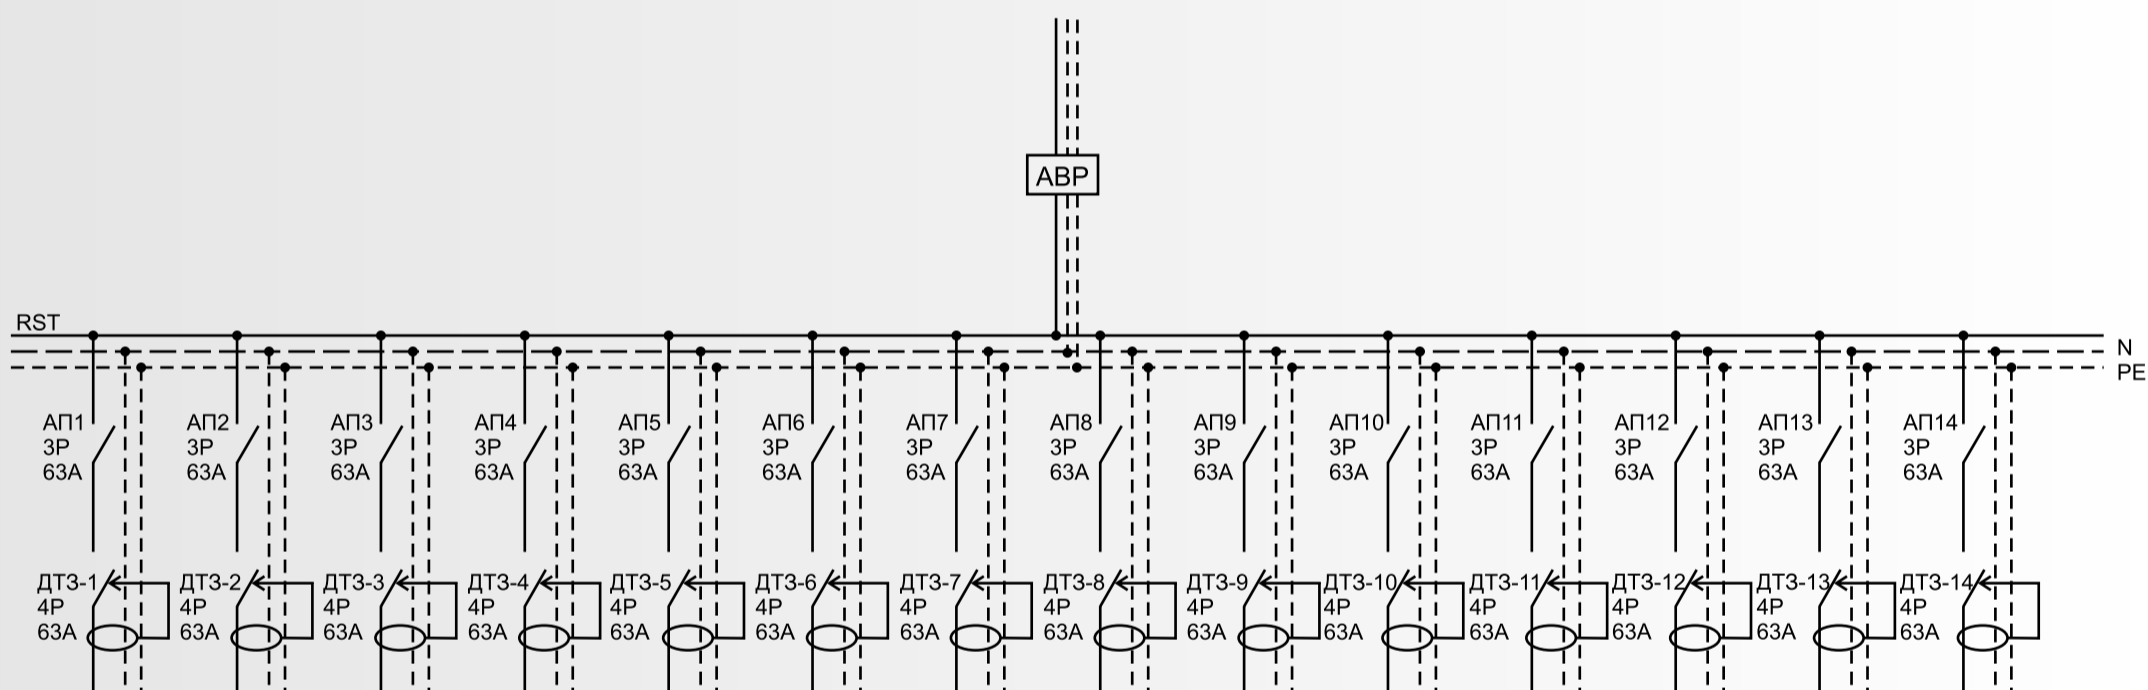 АВР
RST
N
PE
АП1
3P
63A
АП2
3P
63A
АП3
3P
63A
АП4
3P
63A
АП5
3P
63A
АП6
3P
63A
АП7
3P
63A
АП8
3P
63A
АП9
3P
63A
АП10
3P
63A
АП11
3P
63A
АП12
3P
63A
АП13
3P
63A
АП14
3P
63A
ДТЗ-1
4P
63A
ДТЗ-2
4P
63A
ДТЗ-3
4P
63A
ДТЗ-4
4P
63A
ДТЗ-5
4P
63A
ДТЗ-6
4P
63A
ДТЗ-7
4P
63A
ДТЗ-8
4P
63A
ДТЗ-9
4P
63A
ДТЗ-10
4P
63A
ДТЗ-11
4P
63A
ДТЗ-12
4P
63A
ДТЗ-13
4P
63A
ДТЗ-14
4P
63A